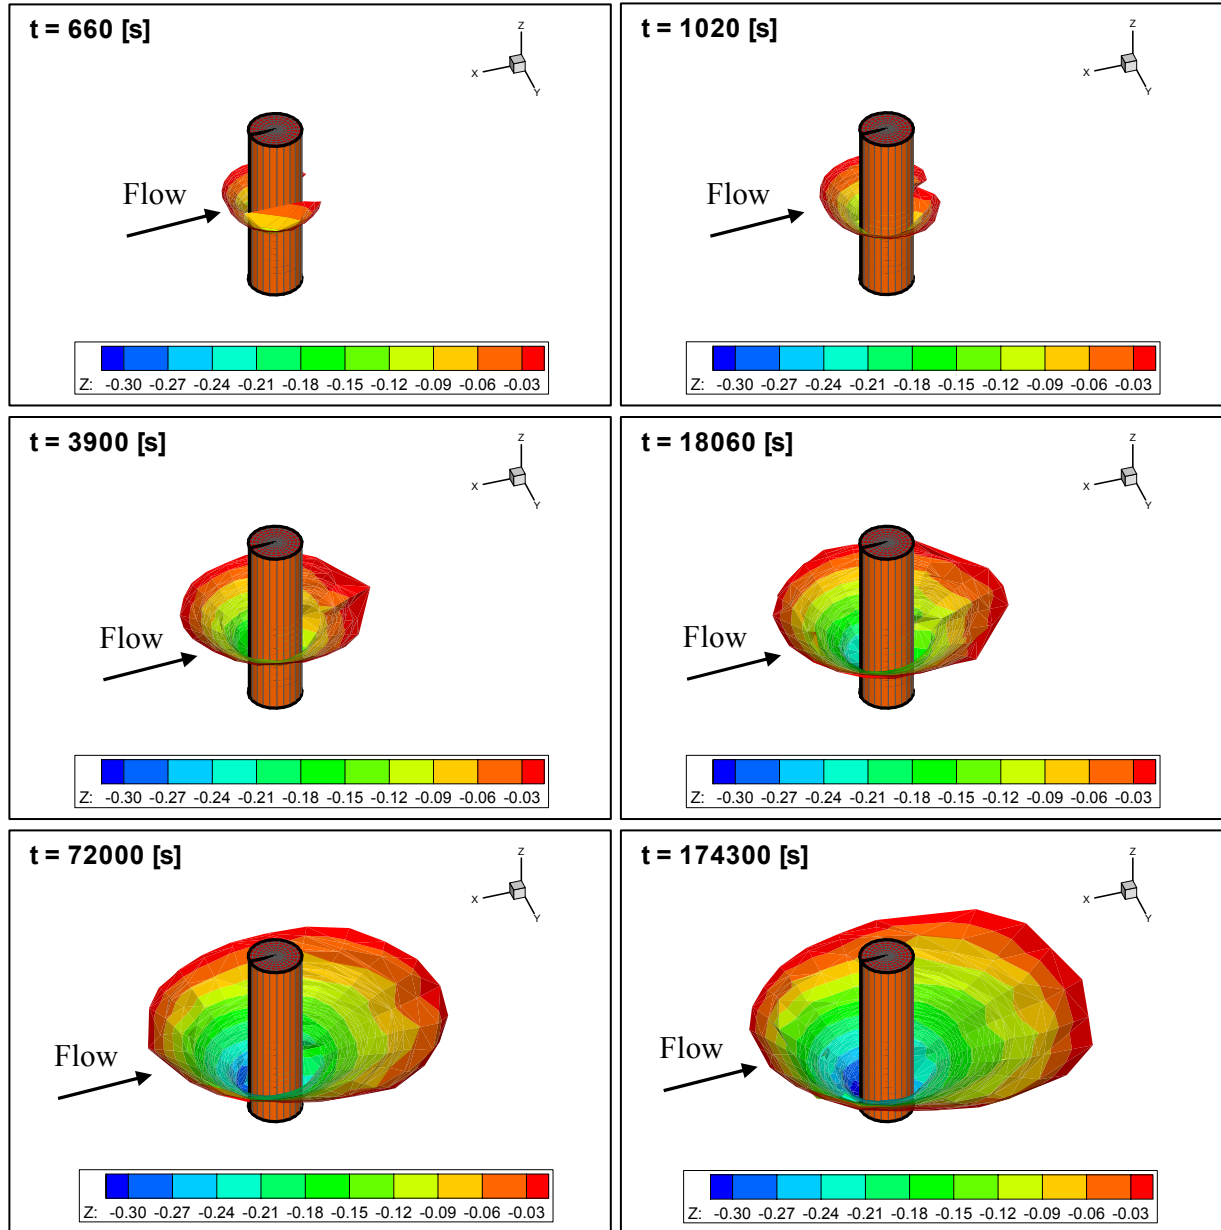 t = 660 [s]
Z
X
Y
Flow
Z: -0.30 -0.27 -0.24 -0.21 -0.18 -0.15 -0.12 -0.09 -0.06 -0.03
t = 1020 [s]
Z
X
Y
Flow
Z: -0.30 -0.27 -0.24 -0.21 -0.18 -0.15 -0.12 -0.09 -0.06 -0.03
t = 3900 [s]
Z
X
Y
Flow
Z: -0.30 -0.27 -0.24 -0.21 -0.18 -0.15 -0.12 -0.09 -0.06 -0.03
t = 18060 [s]
Z
X
Y
Flow
Z: -0.30 -0.27 -0.24 -0.21 -0.18 -0.15 -0.12 -0.09 -0.06 -0.03
t = 72000 [s]
Z
X
Y
Flow
Z: -0.30 -0.27 -0.24 -0.21 -0.18 -0.15 -0.12 -0.09 -0.06 -0.03
t = 174300 [s]
Z
X
Y
Flow
Z: -0.30 -0.27 -0.24 -0.21 -0.18 -0.15 -0.12 -0.09 -0.06 -0.03